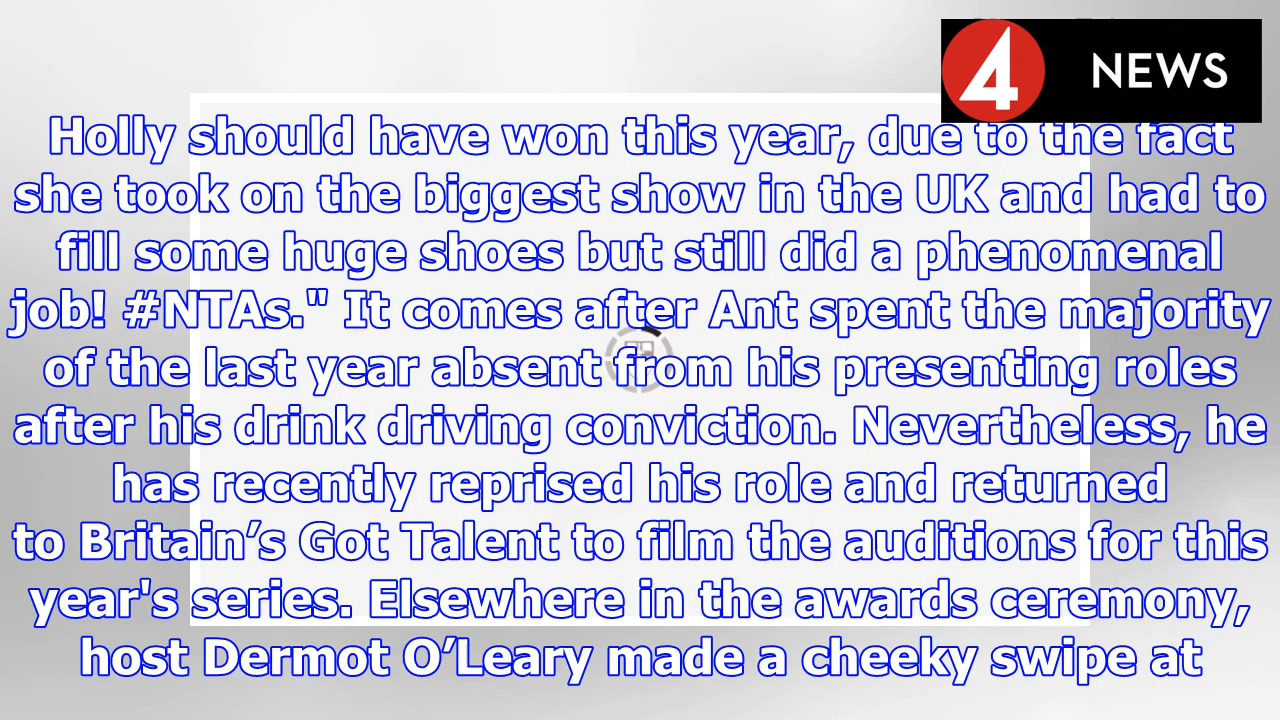 4 NEWS
Holly should have won this year, due to the fact
she took on the biggest show in the UK and had to
fill some huge shoes but still did a phenomenal
job! #NTAs." It comes after Ant spent the majority
of the last year absent from his presenting roles
after his drink driving conviction. Nevertheless, he
has recently reprised his role and returned
to Britain’s Got Talent to film the auditions for this
year's series. Elsewhere in the awards ceremony,
host Dermot O’Leary made a cheeky swipe at